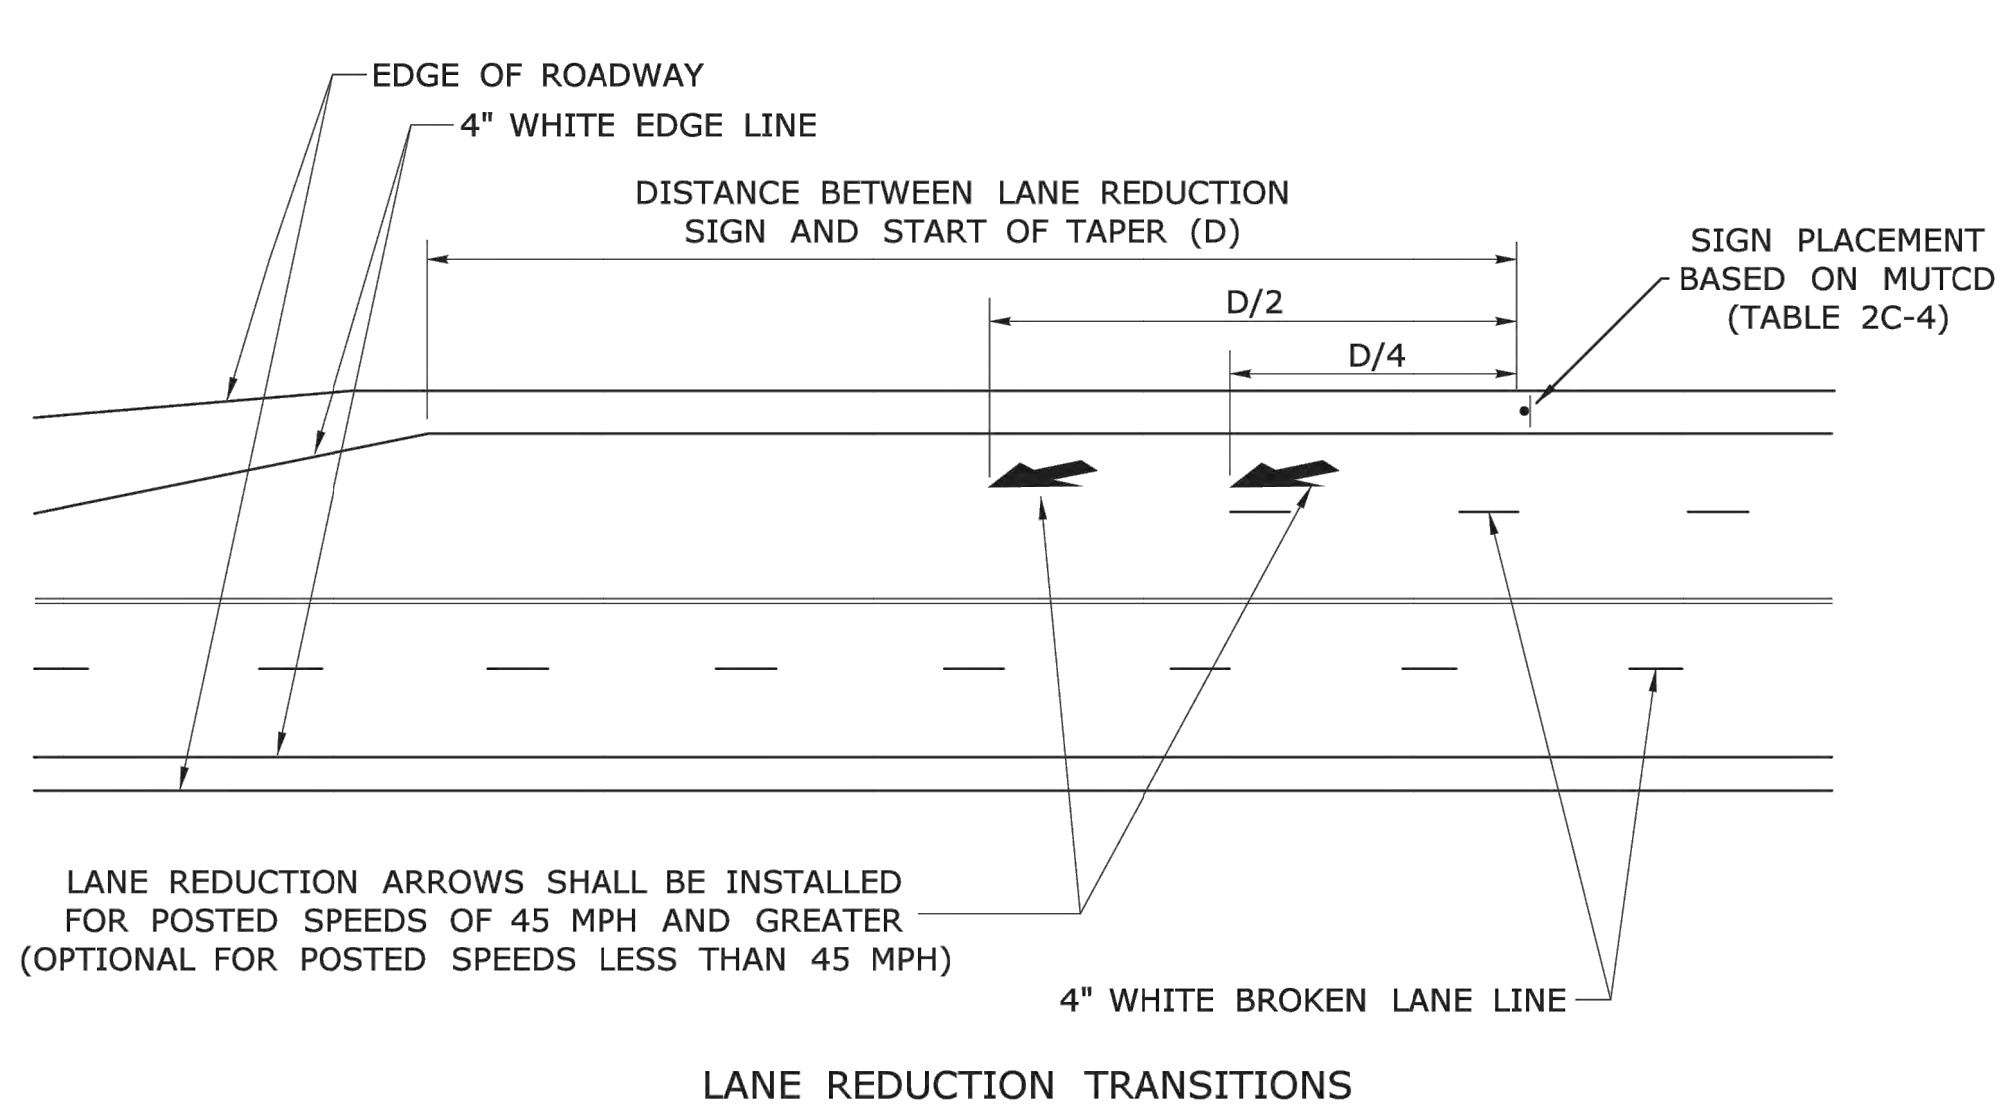 EDGE OF ROADWAY
4" WHITE EDGE LINE
DISTANCE BETWEEN LANE REDUCTION
SIGN AND START OF TAPER (D)
SIGN PLACEMENT
BASED ON MUTCD
(TABLE 2C-4)
D/2
D/4
LANE REDUCTION ARROWS SHALL BE INSTALLED
FOR POSTED SPEEDS OF 45 MPH AND GREATER
(OPTIONAL FOR POSTED SPEEDS LESS THAN 45 MPH)
4" WHITE BROKEN LANE LINE
LANE REDUCTION TRANSITIONS